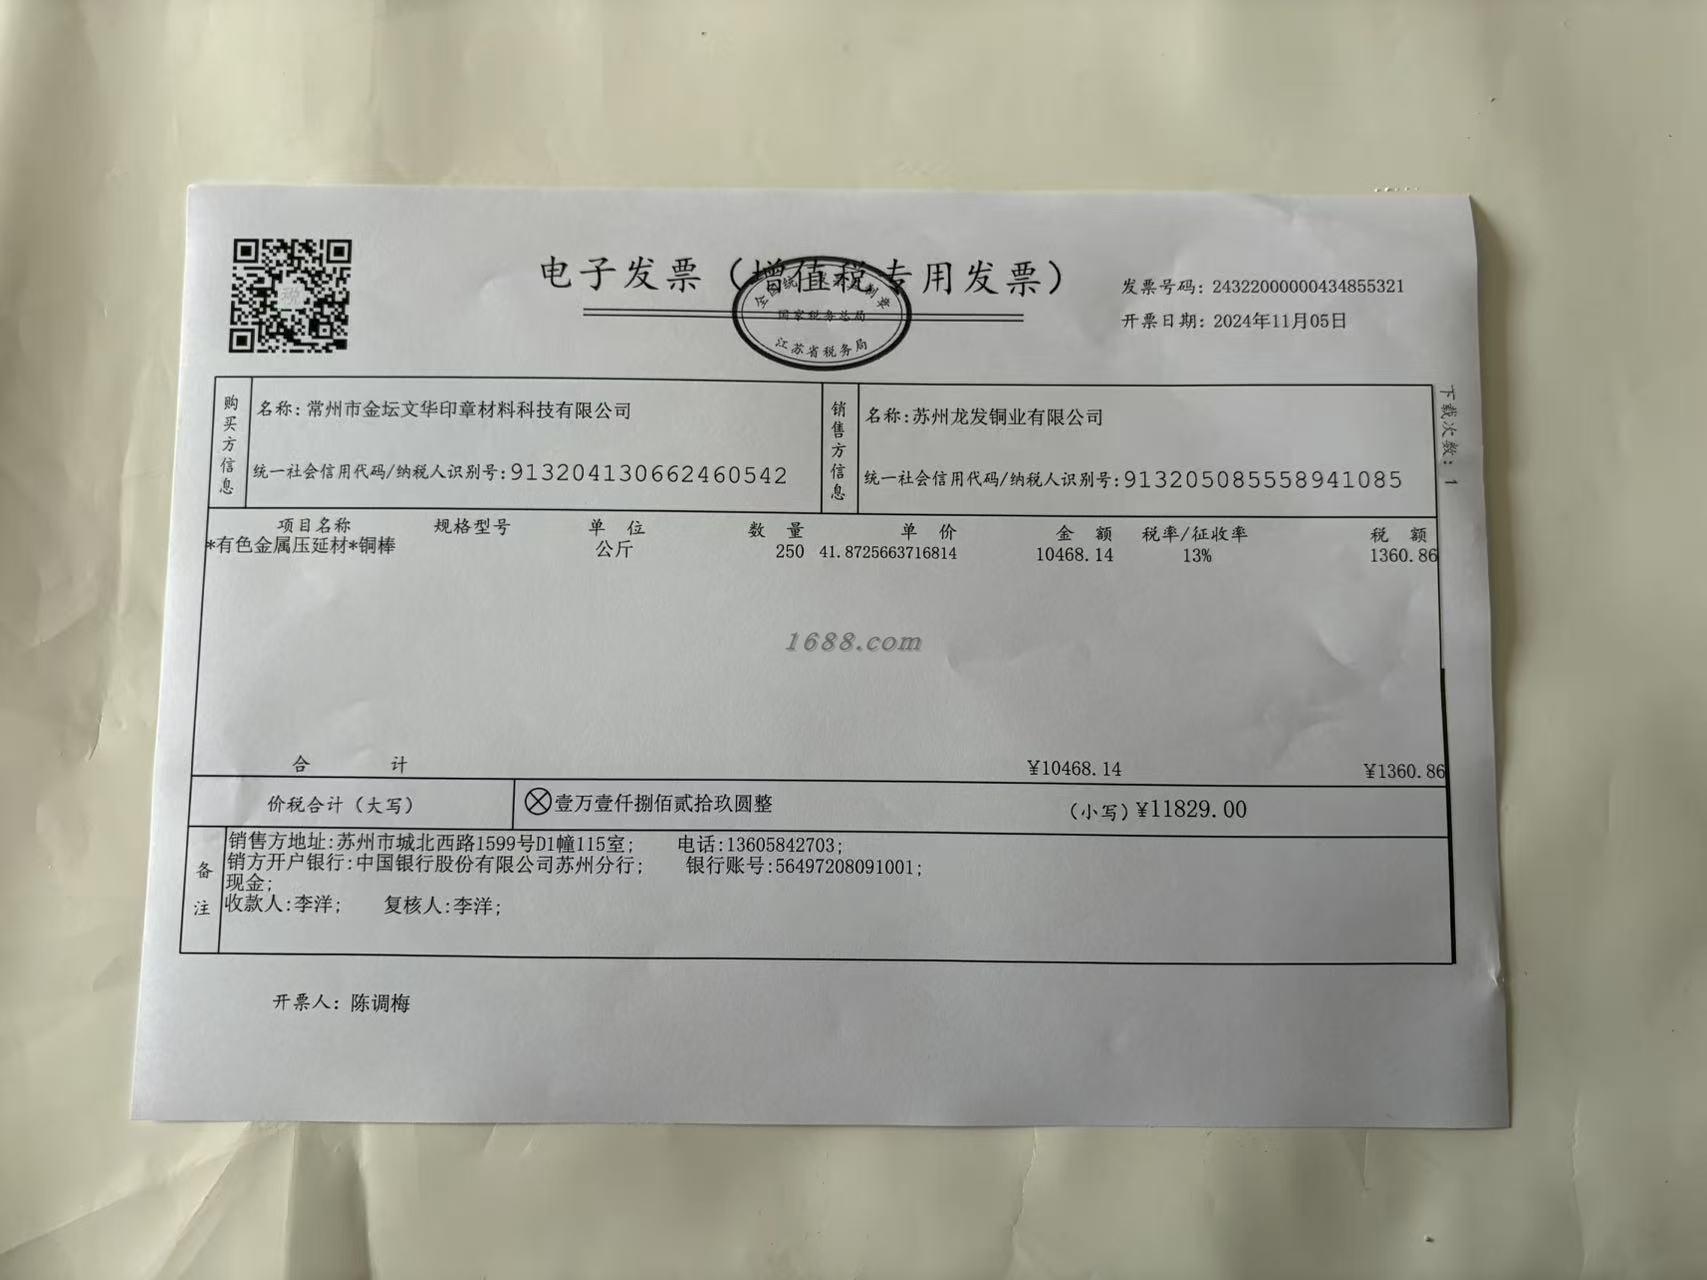 税
电子发票（增值税专用发票）
国家税务总局
江苏省税务局
发票号码：24322000000434855321
开票日期：2024年11月05日
下载次数：1
购买方信息
名称：常州市金坛文华印章材料科技有限公司
统一社会信用代码/纳税人识别号：913204130662460542
销售方信息
名称：苏州龙发铜业有限公司
统一社会信用代码/纳税人识别号：913205085558941085
项目名称 规格型号 单位 数量 单价 金额 税率/征收率 税额
*有色金属压延材*铜棒 公斤 250 41.8725663716814 10468.14 13% 1360.86
1688.com
合计 ¥10468.14 ¥1360.86
价税合计（大写） ⊗壹万壹仟捌佰贰拾玖圆整 （小写）¥11829.00
备注
销售方地址：苏州市城北西路1599号D1幢115室； 电话：13605842703；
销方开户银行：中国银行股份有限公司苏州分行； 银行账号：56497208091001；
现金；
收款人：李洋； 复核人：李洋；
开票人：陈调梅